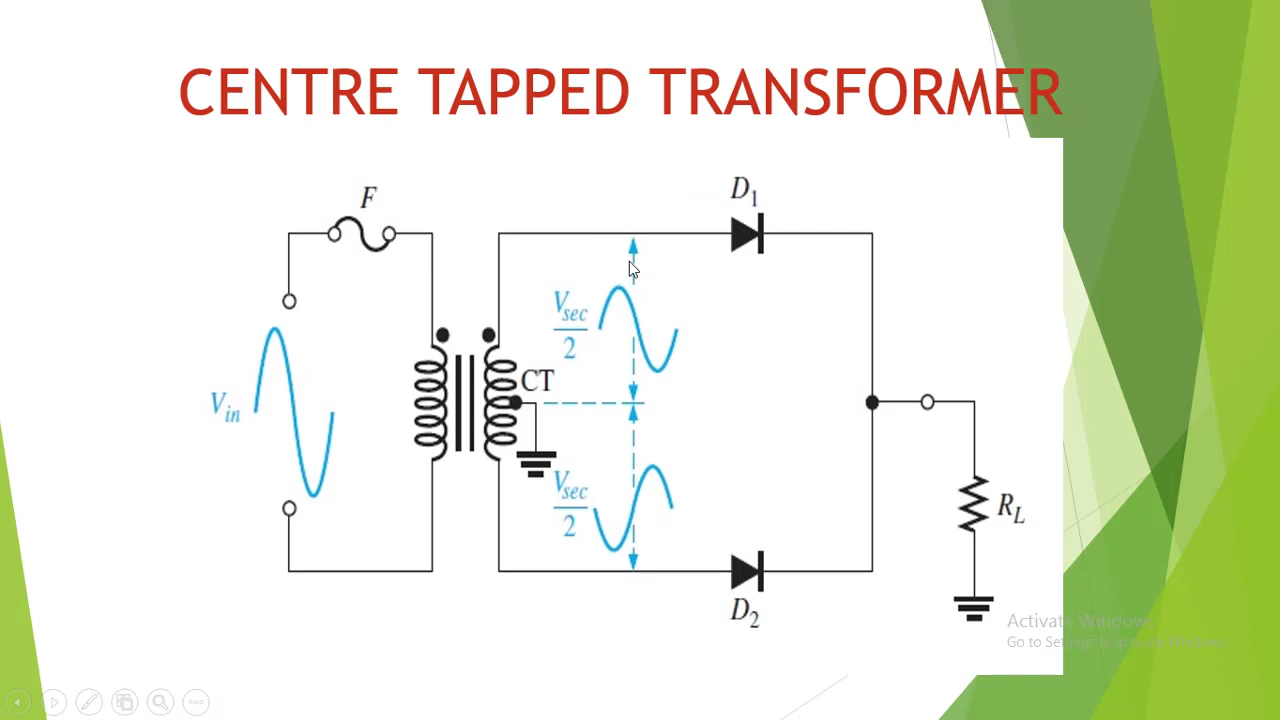 CENTRE TAPPED TRANSFORMER
F
D1
Vsec
2
CT
Vin
Vsec
2
RL
D2
Activate Windows
Go to Settings to activate Windows.